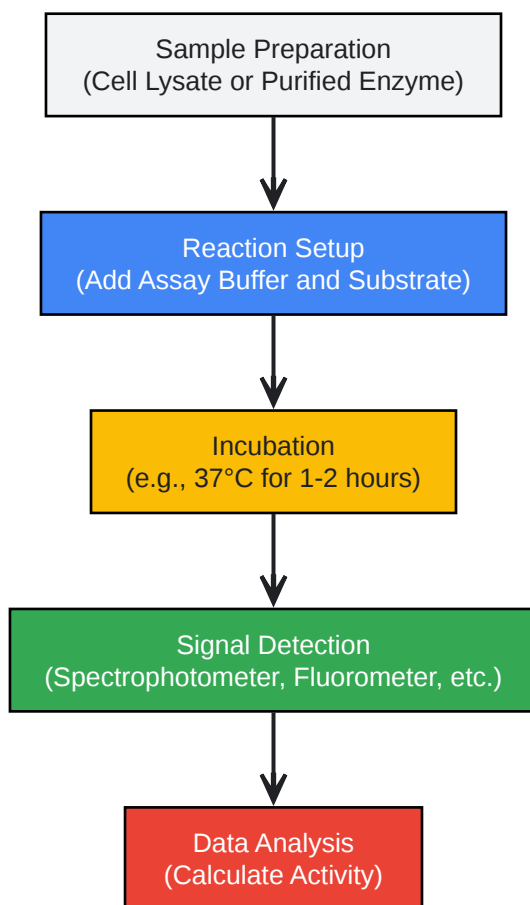 Sample Preparation
(Cell Lysate or Purified Enzyme)
Reaction Setup
(Add Assay Buffer and Substrate)
Incubation
(e.g., 37°C for 1-2 hours)
Signal Detection
(Spectrophotometer, Fluorometer, etc.)
Data Analysis
(Calculate Activity)